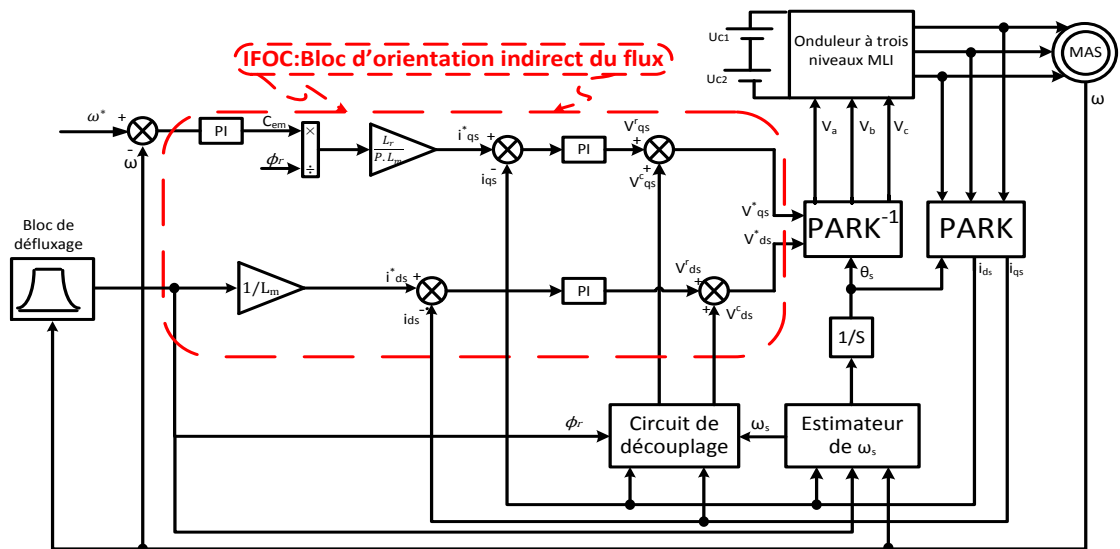 IFOC:Bloc d'orientation indirect du flux
Uc1
Uc2
Onduleur à trois
niveaux MLI
MAS
ω
ω*
+
-
ω
PI
Cem
×
÷
ϕr
Lr
P.Lm
i*qs
+
-
iqs
PI
Vrqs
+
+
Vcqs
Va
Vb
Vc
V*qs
V*ds
PARK-1
PARK
θs
ids
iqs
Bloc de
défluxage
1/Lm
i*ds
+
-
ids
PI
Vrds
+
+
Vcds
1/S
ϕr
Circuit de
découplage
ωs
Estimateur
de ωs